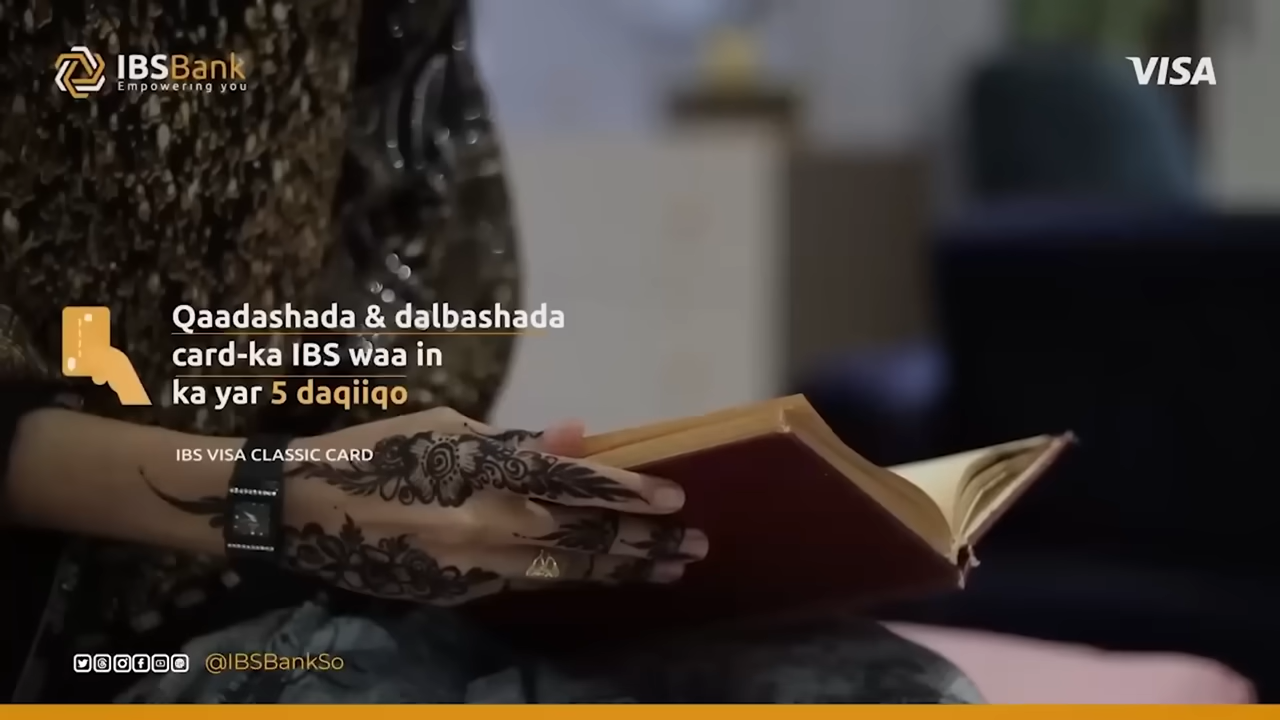 IBSBank
Empowering you
VISA
Qaadashada & dalbashada
card-ka IBS waa in
ka yar 5 daqiiqo
IBS VISA CLASSIC CARD
@IBSBankSo